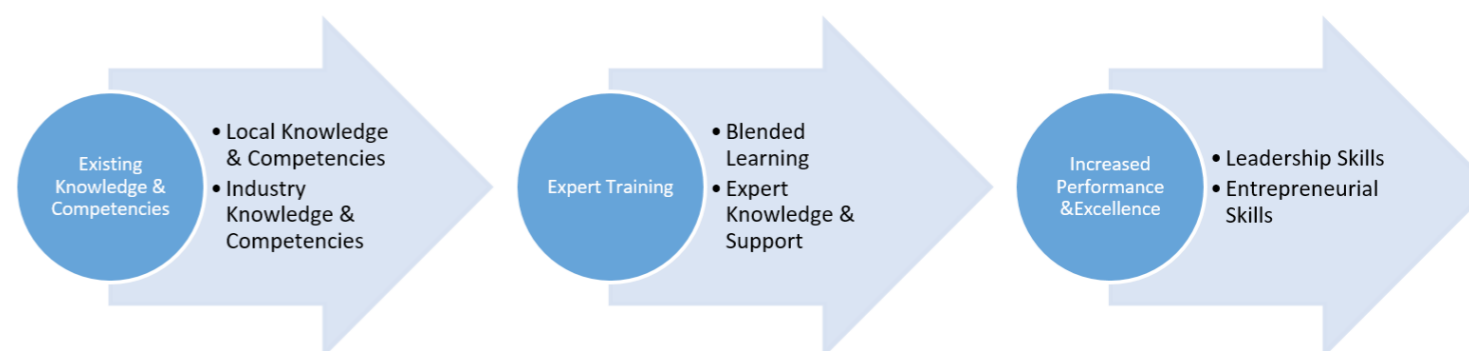 Existing
Knowledge &
Competencies
• Local Knowledge
& Competencies
• Industry
Knowledge &
Competencies
Expert Training
• Blended
Learning
• Expert
Knowledge &
Support
Increased
Performance
&Excellence
• Leadership Skills
• Entrepreneurial
Skills